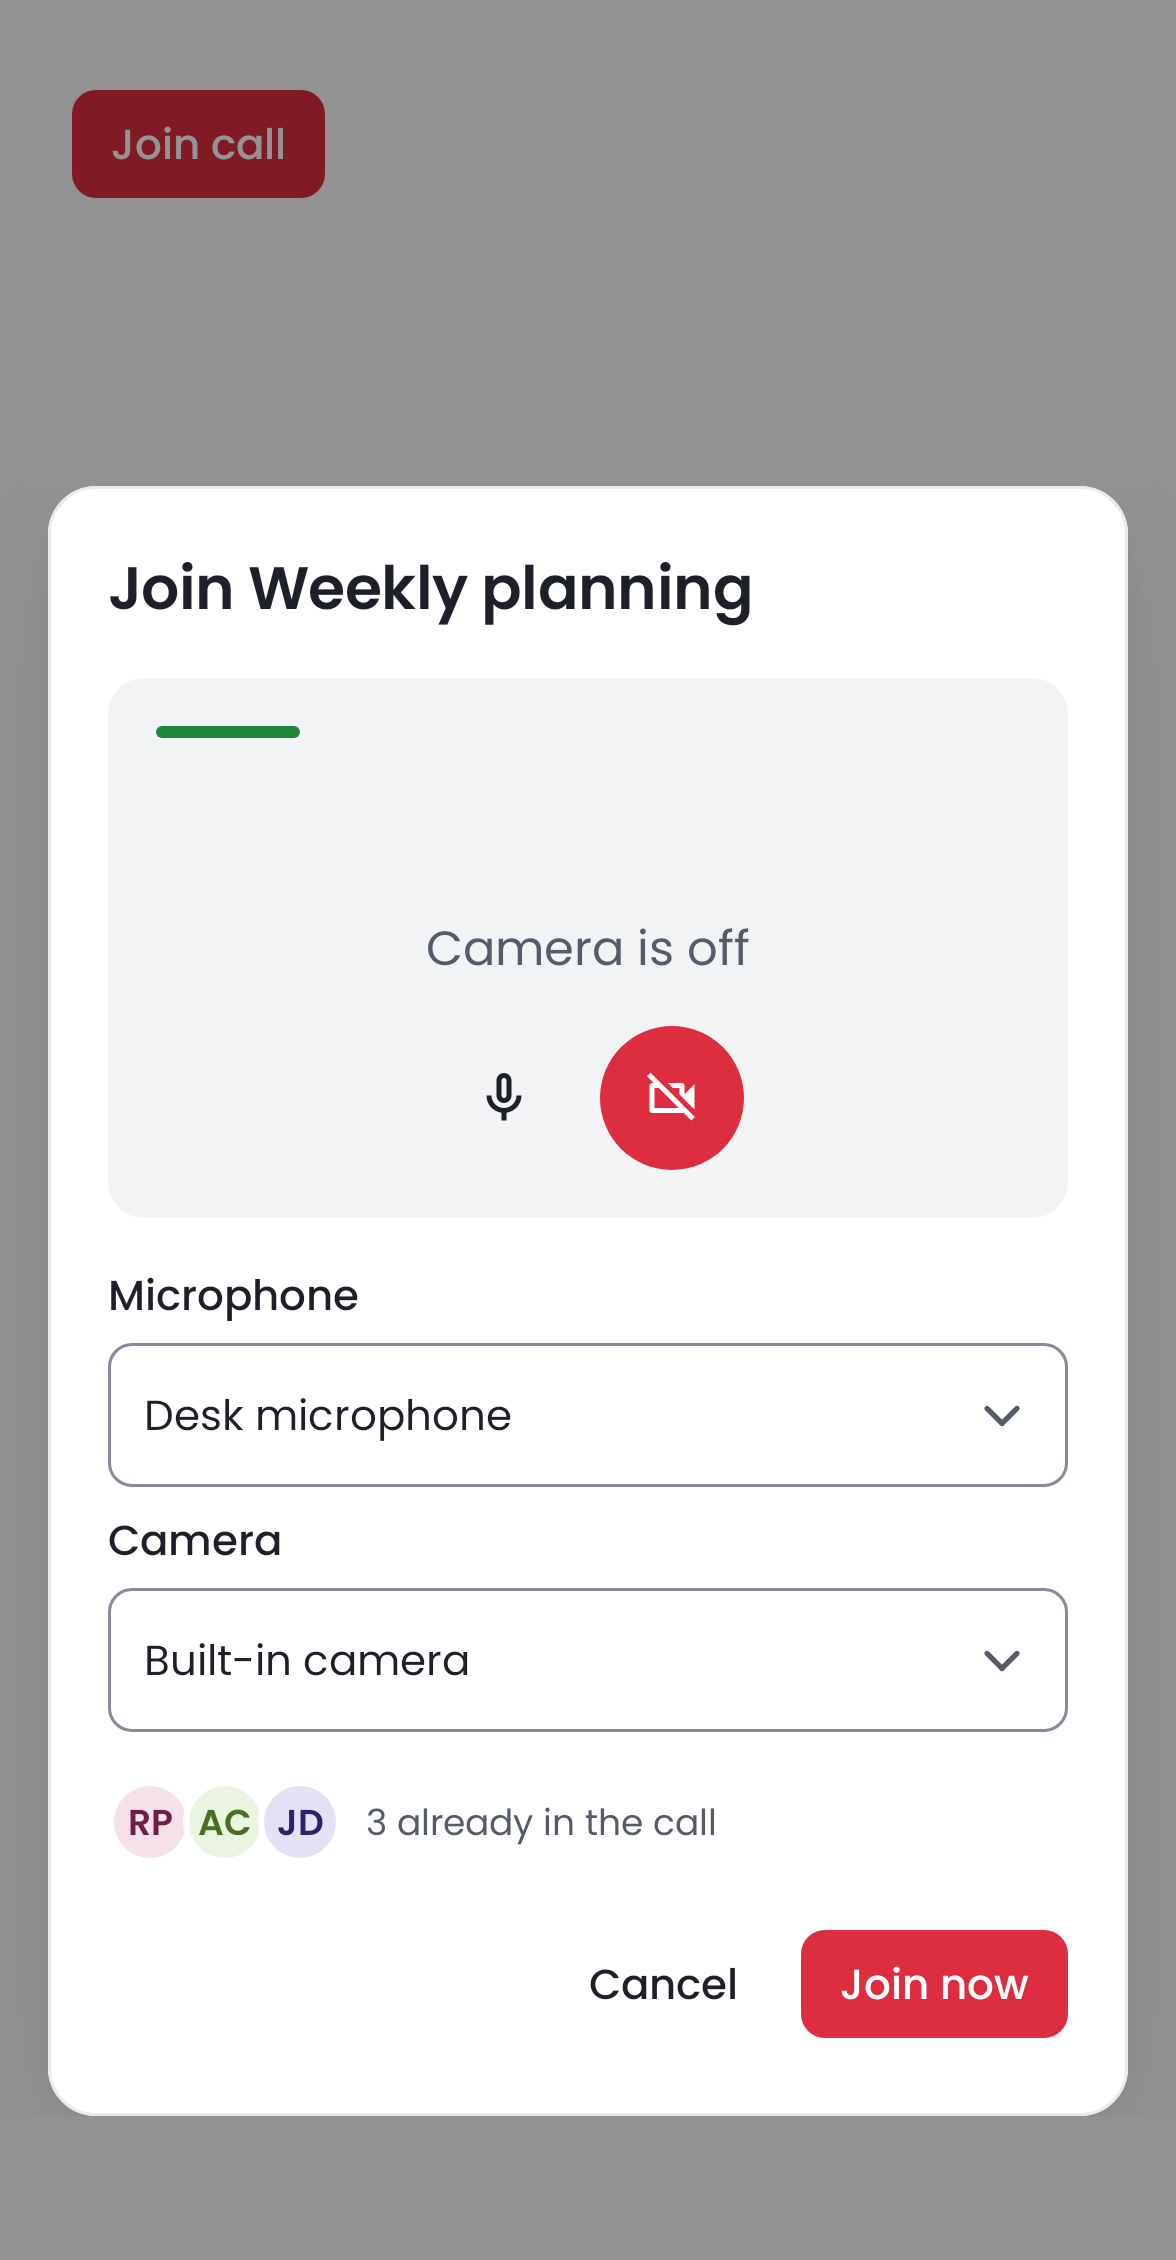 Join call
Join Weekly planning
Camera is off
Microphone
Desk microphone
Camera
Built-in camera
RP AC JD 3 already in the call
Cancel Join now